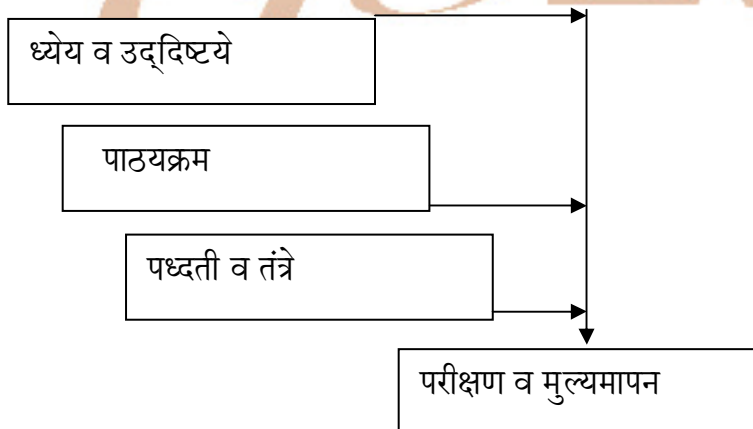 ध्येय व उद्दिष्टये
पाठयक्रम
पध्दती व तंत्रे
परीक्षण व मुल्यमापन